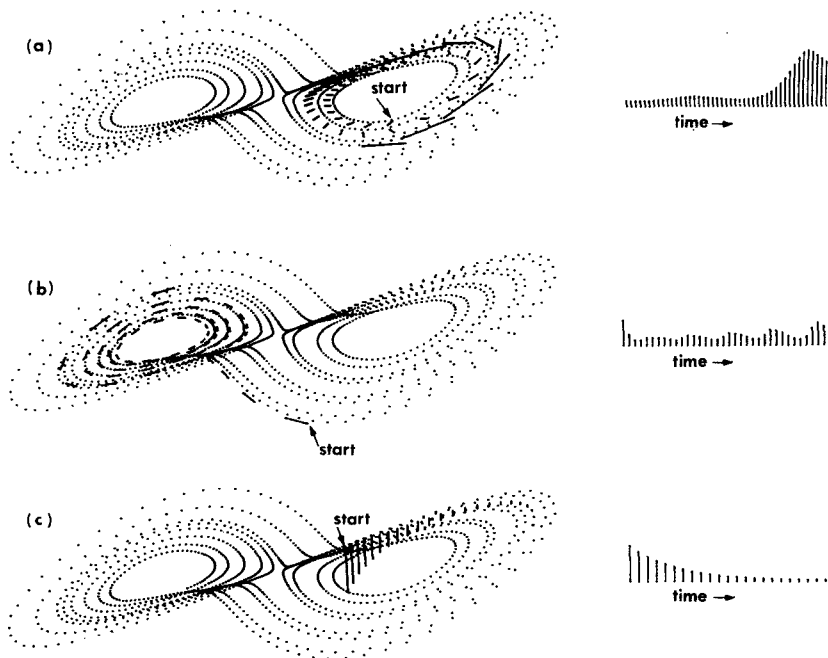 (a)
start
time →
(b)
time →
start
(c)
start
time →